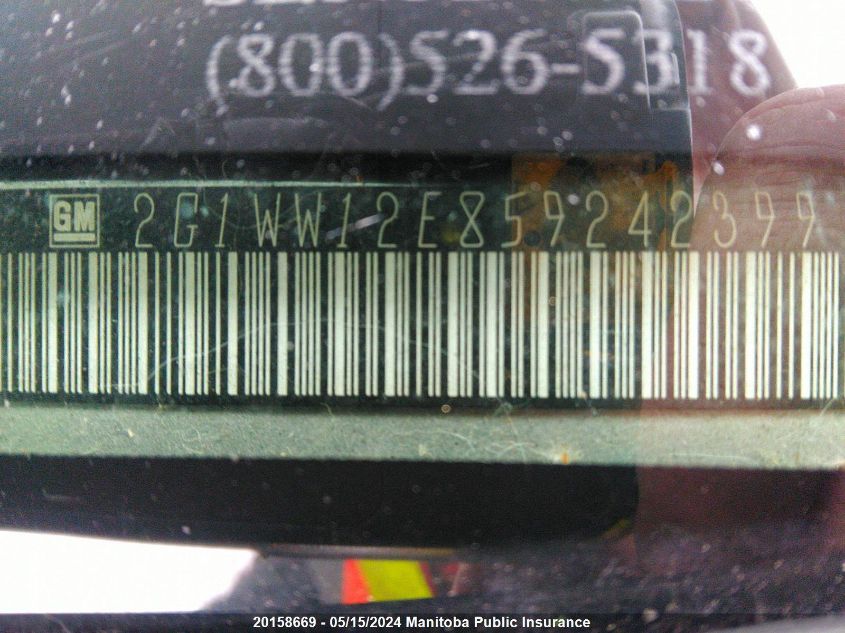 (800)526-5318
GM 2G1WW12E859242399
20158669 - 05/15/2024 Manitoba Public Insurance